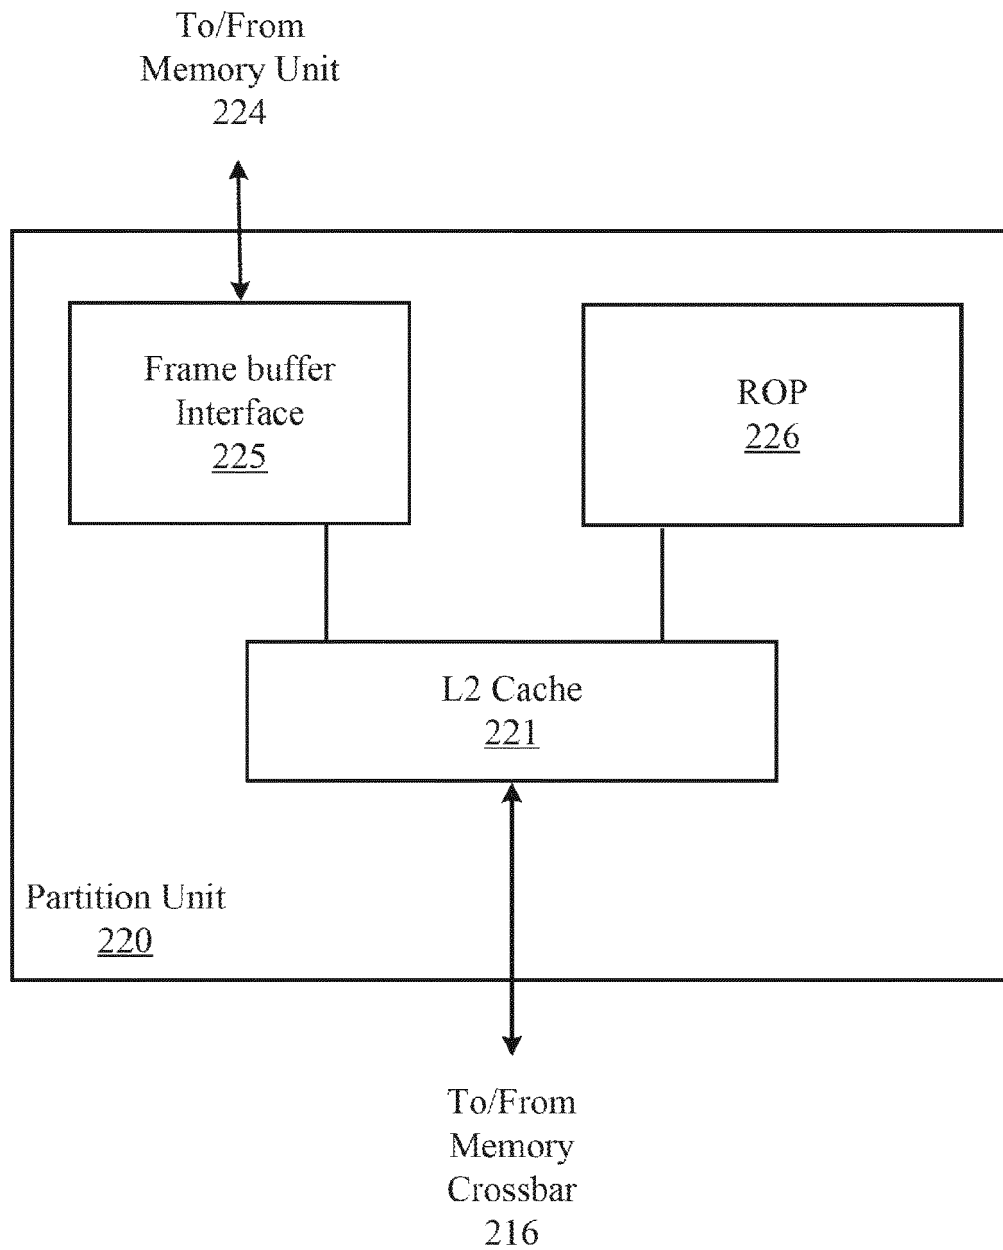 To/From
Memory Unit
224
Frame buffer
Interface
225
ROP
226
L2 Cache
221
Partition Unit
220
To/From
Memory
Crossbar
216